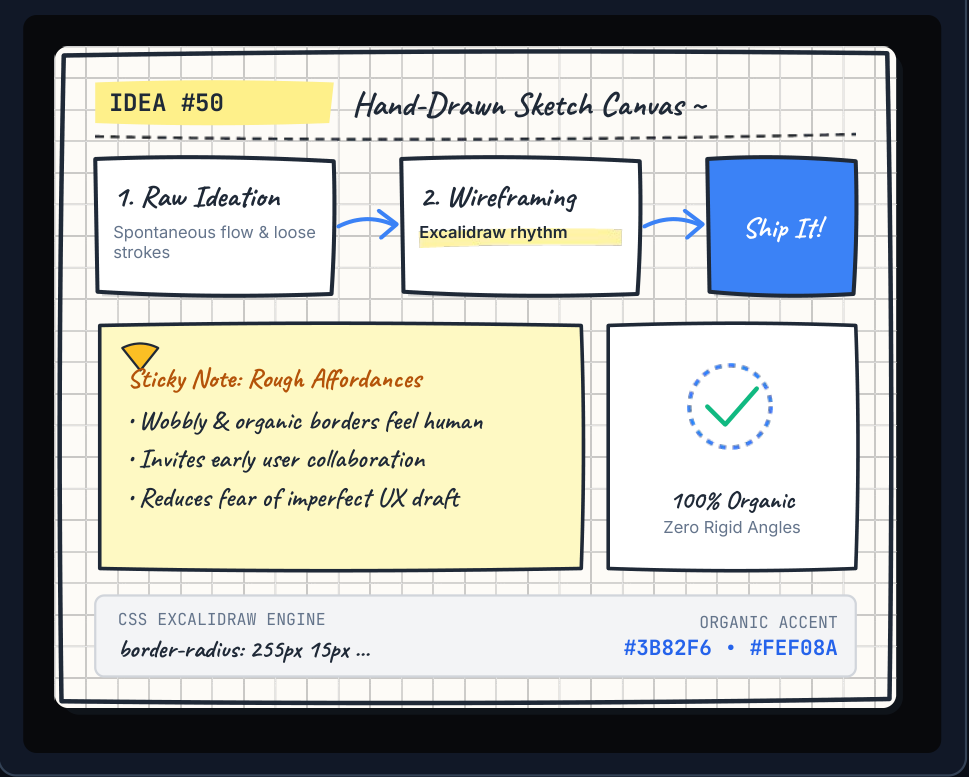 IDEA #50
Hand-Drawn Sketch Canvas ~
1. Raw Ideation
Spontaneous flow & loose
strokes
2. Wireframing
Excalidraw rhythm
Ship It!
Sticky Note: Rough Affordances
• Wobbly & organic borders feel human
• Invites early user collaboration
• Reduces fear of imperfect UX draft
100% Organic
Zero Rigid Angles
CSS EXCALIDRAW ENGINE
border-radius: 255px 15px ...
ORGANIC ACCENT
#3B82F6 • #FEF08A